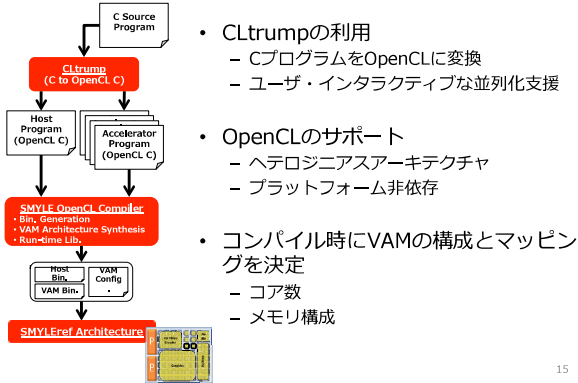 C Source
Program
CLtrump
(C to OpenCL C)
Host
Program
(OpenCL C)
Accelerator
Program
(OpenCL C)
SMYLE OpenCL Compiler
• Bin. Generation
• VAM Architecture Synthesis
• Run-time Lib.
Host
Bin.
VAM Bin.
VAM
Config
.
SMYLEref Architecture
P
P
• CLtrumpの利用
– CプログラムをOpenCLに変換
– ユーザ・インタラクティブな並列化支援
• OpenCLのサポート
– ヘテロジニアスアーキテクチャ
– プラットフォーム非依存
• コンパイル時にVAMの構成とマッピン
グを決定
– コア数
– メモリ構成
15